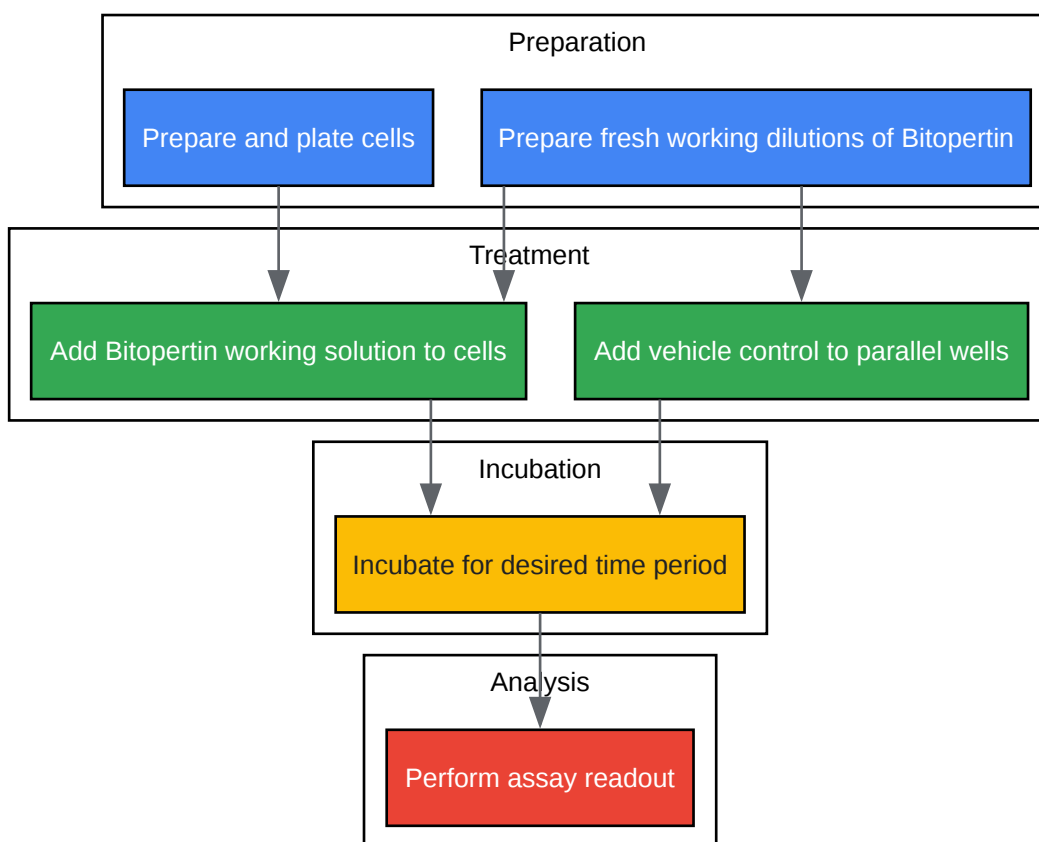 Preparation
Prepare and plate cells
Prepare fresh working dilutions of Bitopertin
Treatment
Add Bitopertin working solution to cells
Add vehicle control to parallel wells
Incubation
Incubate for desired time period
Analysis
Perform assay readout